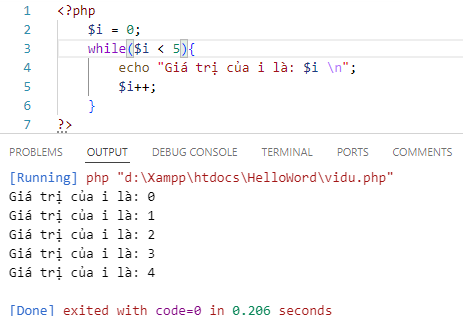 1 <?php
2 $i = 0;
3 while($i < 5){
4 echo "Giá trị của i là: $i \n";
5 $i++;
6 }
7 ?>
PROBLEMS OUTPUT DEBUG CONSOLE TERMINAL PORTS COMMENTS
[Running] php "d:\Xampp\htdocs\HelloWord\vidu.php"
Giá trị của i là: 0
Giá trị của i là: 1
Giá trị của i là: 2
Giá trị của i là: 3
Giá trị của i là: 4
[Done] exited with code=0 in 0.206 seconds